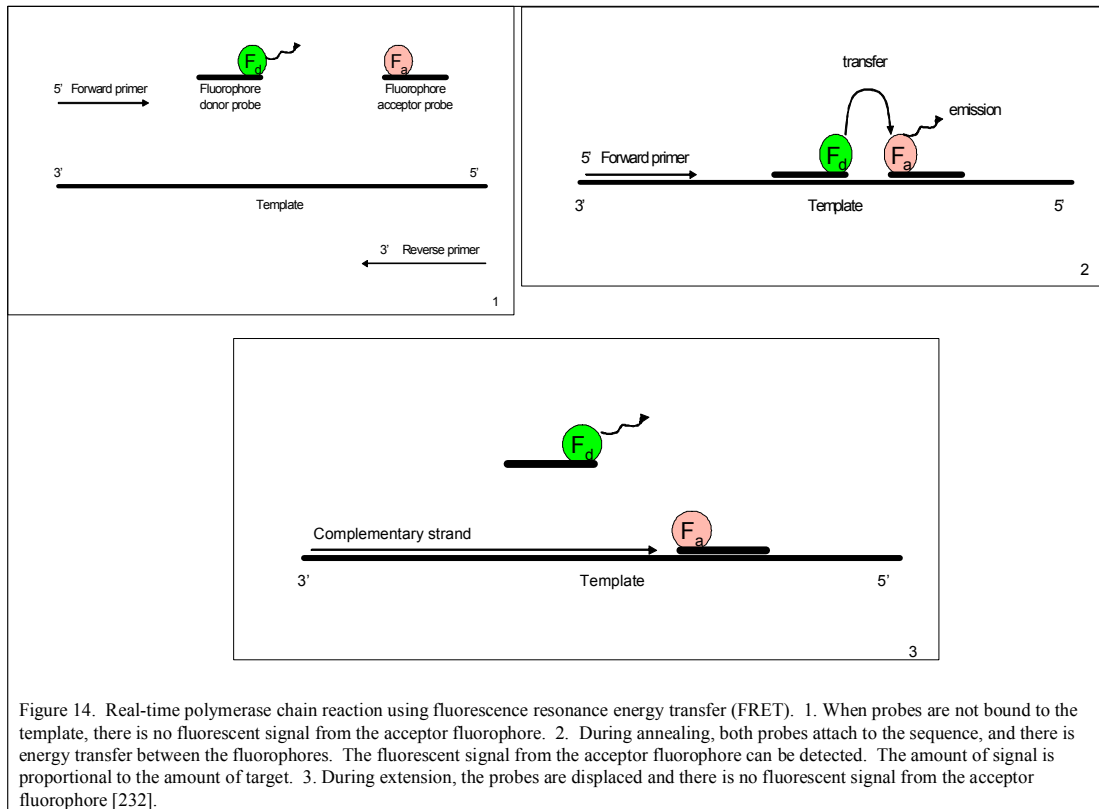 F d
F a
5' Forward primer
Fluorophore
donor probe
Fluorophore
acceptor probe
3'
5'
Template
3' Reverse primer
1
transfer
emission
F d
F a
5' Forward primer
3'
Template
5'
2
F d
Complementary strand
F a
3'
Template
5'
3
Figure 14. Real-time polymerase chain reaction using fluorescence resonance energy transfer (FRET). 1. When probes are not bound to the
template, there is no fluorescent signal from the acceptor fluorophore. 2. During annealing, both probes attach to the sequence, and there is
energy transfer between the fluorophores. The fluorescent signal from the acceptor fluorophore can be detected. The amount of signal is
proportional to the amount of target. 3. During extension, the probes are displaced and there is no fluorescent signal from the acceptor
fluorophore [232].